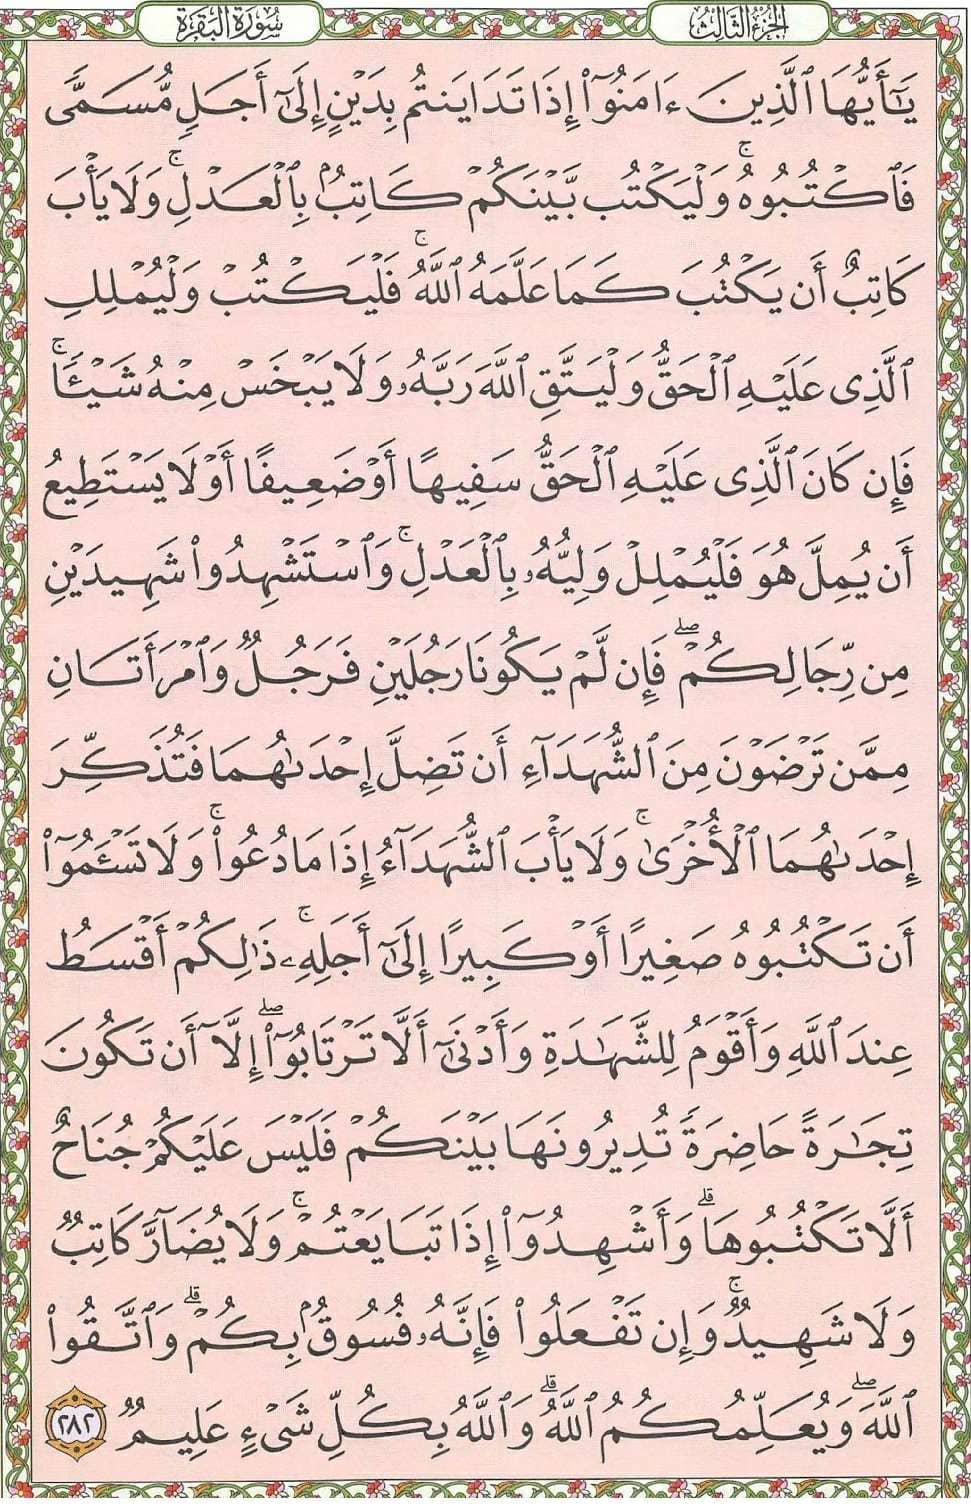 الجزء الثالث
سورة البقرة
يَـٰٓأَيُّهَا ٱلَّذِينَ ءَامَنُوٓا۟ إِذَا تَدَايَنتُم بِدَيْنٍ إِلَىٰٓ أَجَلٍ مُّسَمًّى
فَٱكْتُبُوهُ ۚ وَلْيَكْتُب بَّيْنَكُمْ كَاتِبٌۢ بِٱلْعَدْلِ ۚ وَلَا يَأْبَ
كَاتِبٌ أَن يَكْتُبَ كَمَا عَلَّمَهُ ٱللَّهُ ۚ فَلْيَكْتُبْ وَلْيُمْلِلِ
ٱلَّذِى عَلَيْهِ ٱلْحَقُّ وَلْيَتَّقِ ٱللَّهَ رَبَّهُۥ وَلَا يَبْخَسْ مِنْهُ شَيْـًٔا ۚ
فَإِن كَانَ ٱلَّذِى عَلَيْهِ ٱلْحَقُّ سَفِيهًا أَوْ ضَعِيفًا أَوْ لَا يَسْتَطِيعُ
أَن يُمِلَّ هُوَ فَلْيُمْلِلْ وَلِيُّهُۥ بِٱلْعَدْلِ ۚ وَٱسْتَشْهِدُوا۟ شَهِيدَيْنِ
مِن رِّجَالِكُمْ ۖ فَإِن لَّمْ يَكُونَا رَجُلَيْنِ فَرَجُلٌ وَٱمْرَأَتَانِ
مِمَّن تَرْضَوْنَ مِنَ ٱلشُّهَدَآءِ أَن تَضِلَّ إِحْدَىٰهُمَا فَتُذَكِّرَ
إِحْدَىٰهُمَا ٱلْأُخْرَىٰ ۚ وَلَا يَأْبَ ٱلشُّهَدَآءُ إِذَا مَا دُعُوا۟ ۚ وَلَا تَسْـَٔمُوٓا۟
أَن تَكْتُبُوهُ صَغِيرًا أَوْ كَبِيرًا إِلَىٰٓ أَجَلِهِۦ ۚ ذَٰلِكُمْ أَقْسَطُ
عِندَ ٱللَّهِ وَأَقْوَمُ لِلشَّهَـٰدَةِ وَأَدْنَىٰٓ أَلَّا تَرْتَابُوٓا۟ ۖ إِلَّآ أَن تَكُونَ
تِجَـٰرَةً حَاضِرَةً تُدِيرُونَهَا بَيْنَكُمْ فَلَيْسَ عَلَيْكُمْ جُنَاحٌ
أَلَّا تَكْتُبُوهَا ۗ وَأَشْهِدُوٓا۟ إِذَا تَبَايَعْتُمْ ۚ وَلَا يُضَآرَّ كَاتِبٌ
وَلَا شَهِيدٌ ۚ وَإِن تَفْعَلُوا۟ فَإِنَّهُۥ فُسُوقٌۢ بِكُمْ ۗ وَٱتَّقُوا۟
ٱللَّهَ ۖ وَيُعَلِّمُكُمُ ٱللَّهُ ۗ وَٱللَّهُ بِكُلِّ شَىْءٍ عَلِيمٌ ٢٨٢